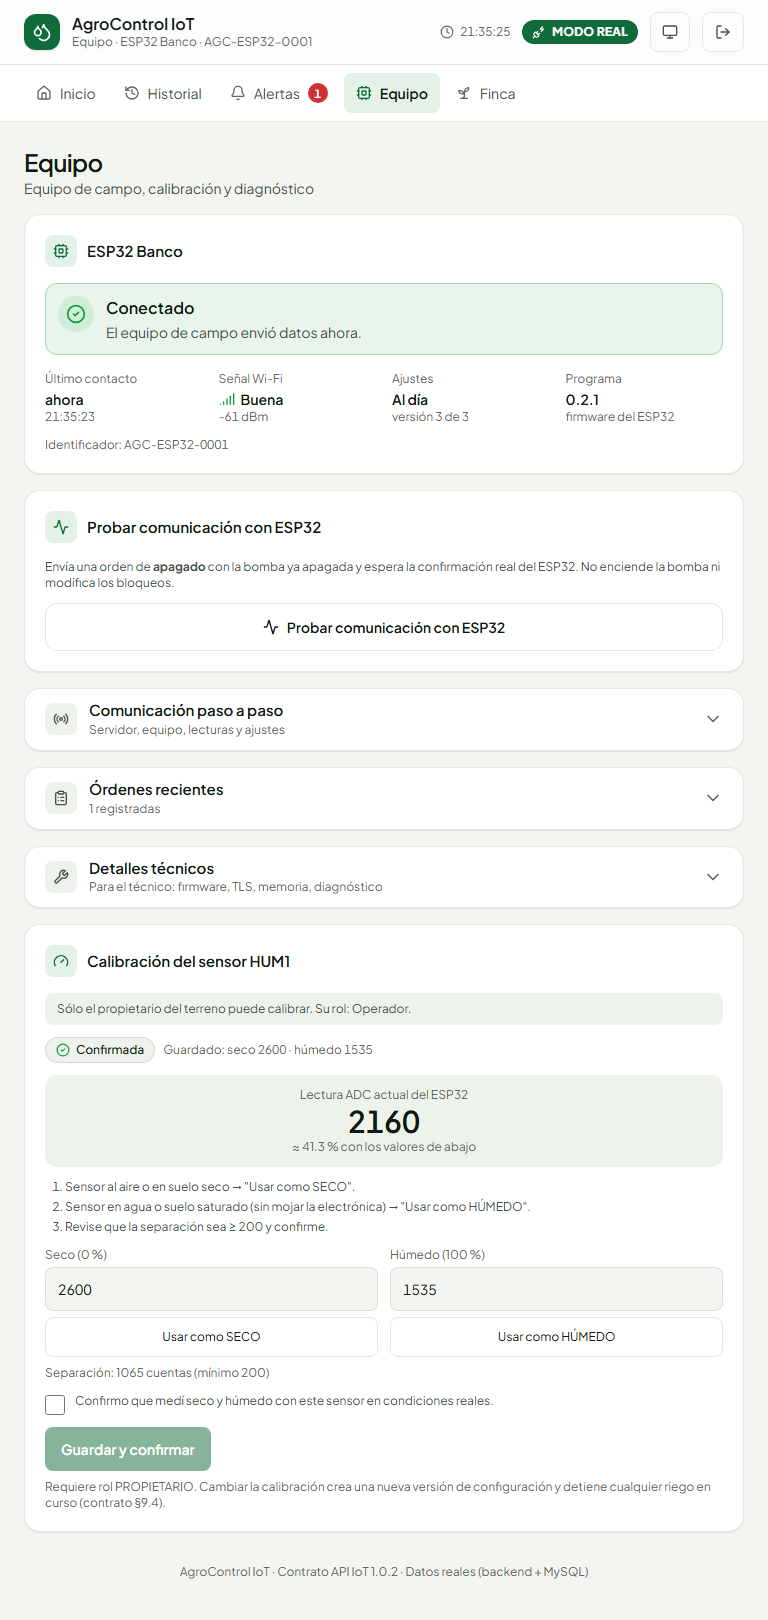 AgroControl IoT
Equipo · ESP32 Banco · AGC-ESP32-0001
21:35:25
MODO REAL
Inicio
Historial
Alertas 1
Equipo
Finca
Equipo
Equipo de campo, calibración y diagnóstico
ESP32 Banco
Conectado
El equipo de campo envió datos ahora.
Último contacto
ahora
21:35:23
Señal Wi-Fi
Buena
-61 dBm
Ajustes
Al día
versión 3 de 3
Programa
0.2.1
firmware del ESP32
Identificador: AGC-ESP32-0001
Probar comunicación con ESP32
Envía una orden de apagado con la bomba ya apagada y espera la confirmación real del ESP32. No enciende la bomba ni
modifica los bloqueos.
Probar comunicación con ESP32
Comunicación paso a paso
Servidor, equipo, lecturas y ajustes
Órdenes recientes
1 registradas
Detalles técnicos
Para el técnico: firmware, TLS, memoria, diagnóstico
Calibración del sensor HUM1
Sólo el propietario del terreno puede calibrar. Su rol: Operador.
Confirmada
Guardado: seco 2600 · húmedo 1535
Lectura ADC actual del ESP32
2160
≈ 41.3 % con los valores de abajo
1. Sensor al aire o en suelo seco → "Usar como SECO".
2. Sensor en agua o suelo saturado (sin mojar la electrónica) → "Usar como HÚMEDO".
3. Revise que la separación sea ≥ 200 y confirme.
Seco (0 %)
2600
Usar como SECO
Húmedo (100 %)
1535
Usar como HÚMEDO
Separación: 1065 cuentas (mínimo 200)
Confirmo que medí seco y húmedo con este sensor en condiciones reales.
Guardar y confirmar
Requiere rol PROPIETARIO. Cambiar la calibración crea una nueva versión de configuración y detiene cualquier riego en
curso (contrato §9.4).
AgroControl IoT · Contrato API IoT 1.0.2 · Datos reales (backend + MySQL)